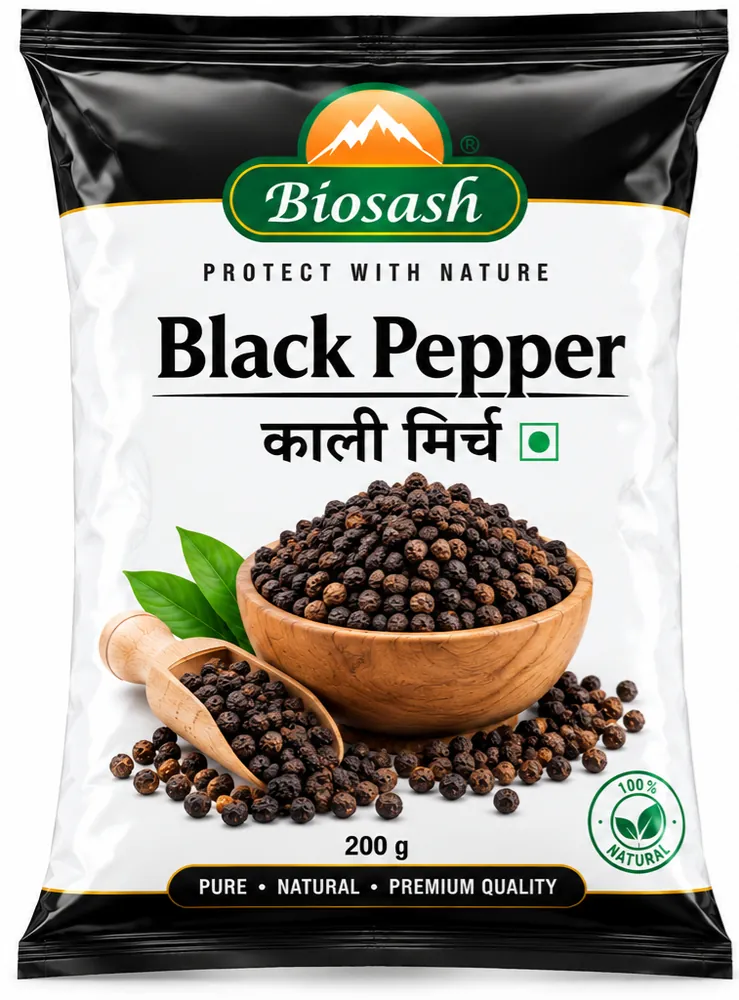 ®
Biosash
PROTECT WITH NATURE
Black Pepper
काली मिर्च
100%
NATURAL
200 g
PURE • NATURAL • PREMIUM QUALITY